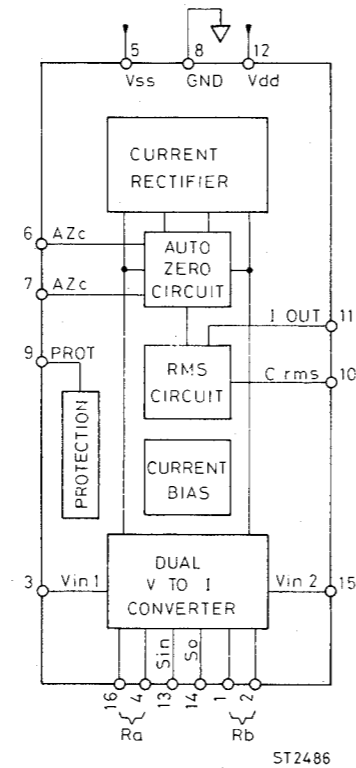 5 8 12
Vss GND Vdd
CURRENT
RECTIFIER
6 AZc
AUTO
ZERO
CIRCUIT
7 AZc
I OUT 11
9 PROT
RMS
CIRCUIT
C rms 10
PROTECTION
CURRENT
BIAS
DUAL
V TO I
CONVERTER
3 Vin 1
Vin 2 15
Sin So
16 4 13 14 1 2
Ra Rb
ST2486